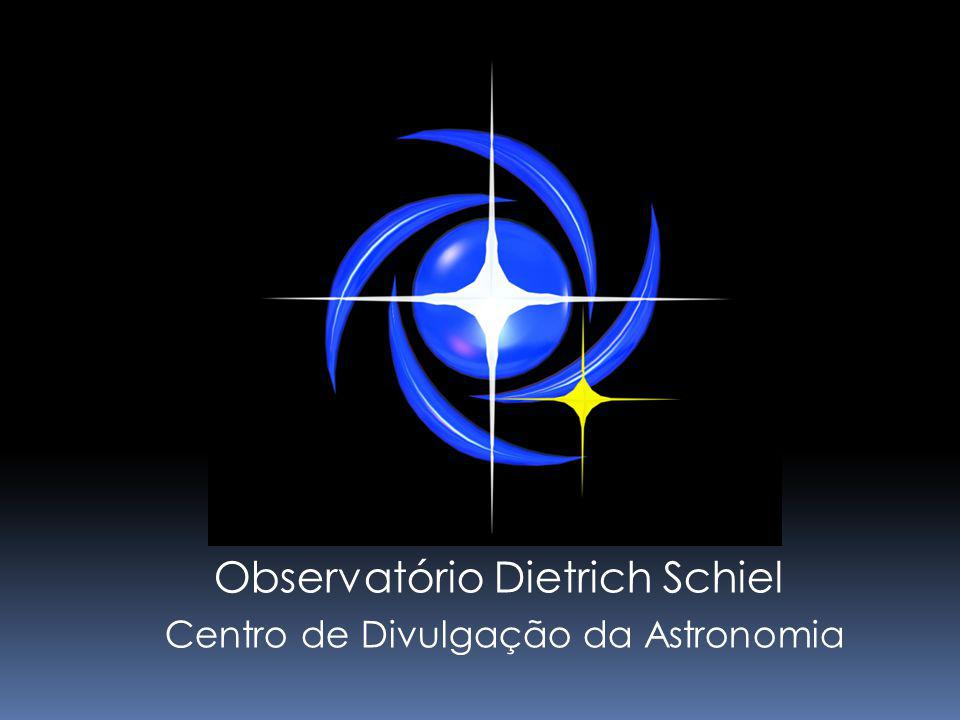 Observatório Dietrich Schiel
Centro de Divulgação da Astronomia